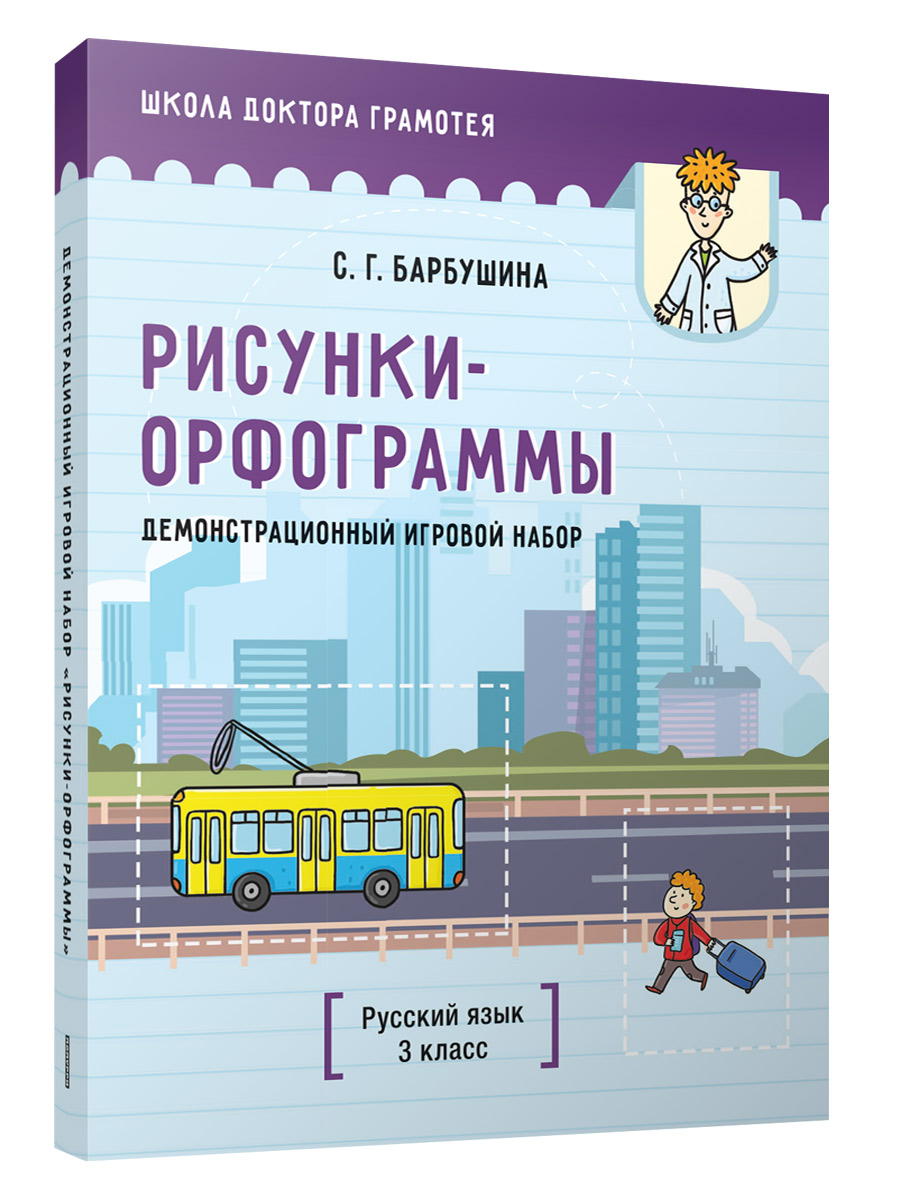 ШКОЛА ДОКТОРА ГРАМОТЕЯ
С. Г. БАРБУШИНА
РИСУНКИ-
ОРФОГРАММЫ
ДЕМОНСТРАЦИОННЫЙ ИГРОВОЙ НАБОР
Русский язык
3 класс
ДЕМОНСТРАЦИОННЫЙ ИГРОВОЙ НАБОР «РИСУНКИ-ОРФОГРАММЫ»